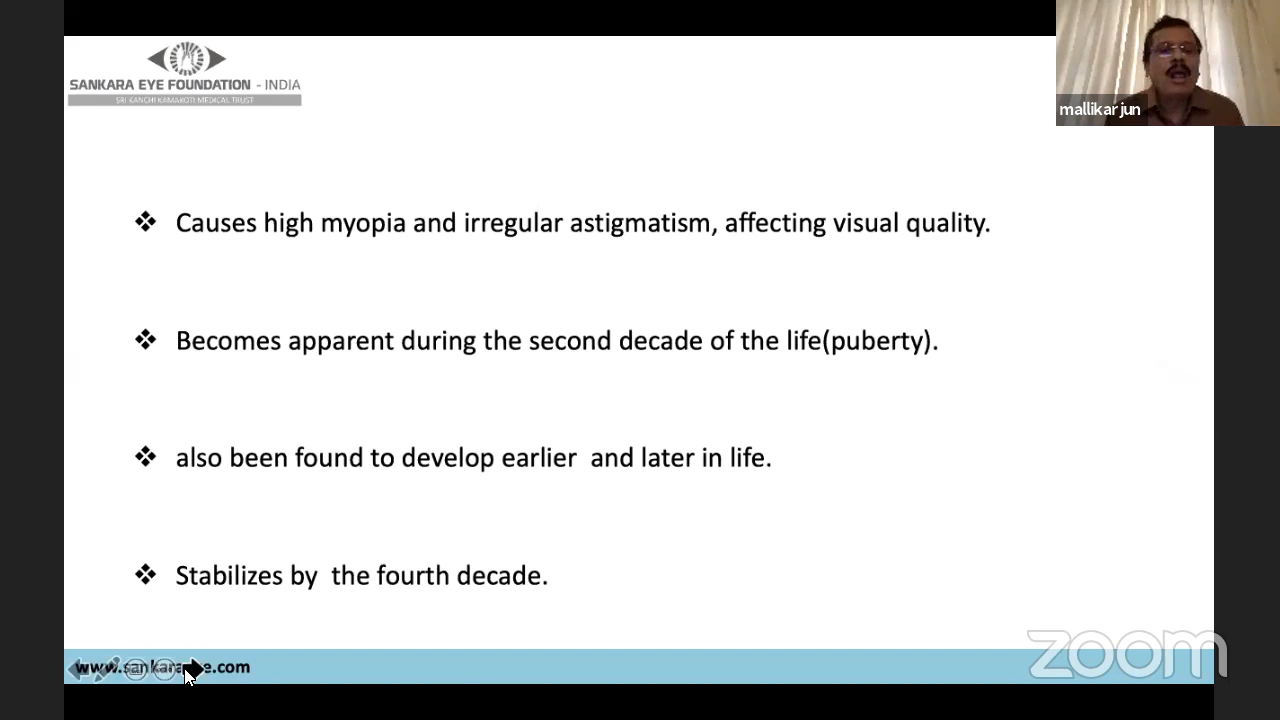 SANKARA EYE FOUNDATION - INDIA
SRI KANCHI KAMAKOTI MEDICAL TRUST
mallikarjun
❖ Causes high myopia and irregular astigmatism, affecting visual quality.
❖ Becomes apparent during the second decade of the life(puberty).
❖ also been found to develop earlier  and later in life.
❖ Stabilizes by  the fourth decade.
www.sankaraeye.com
zoom